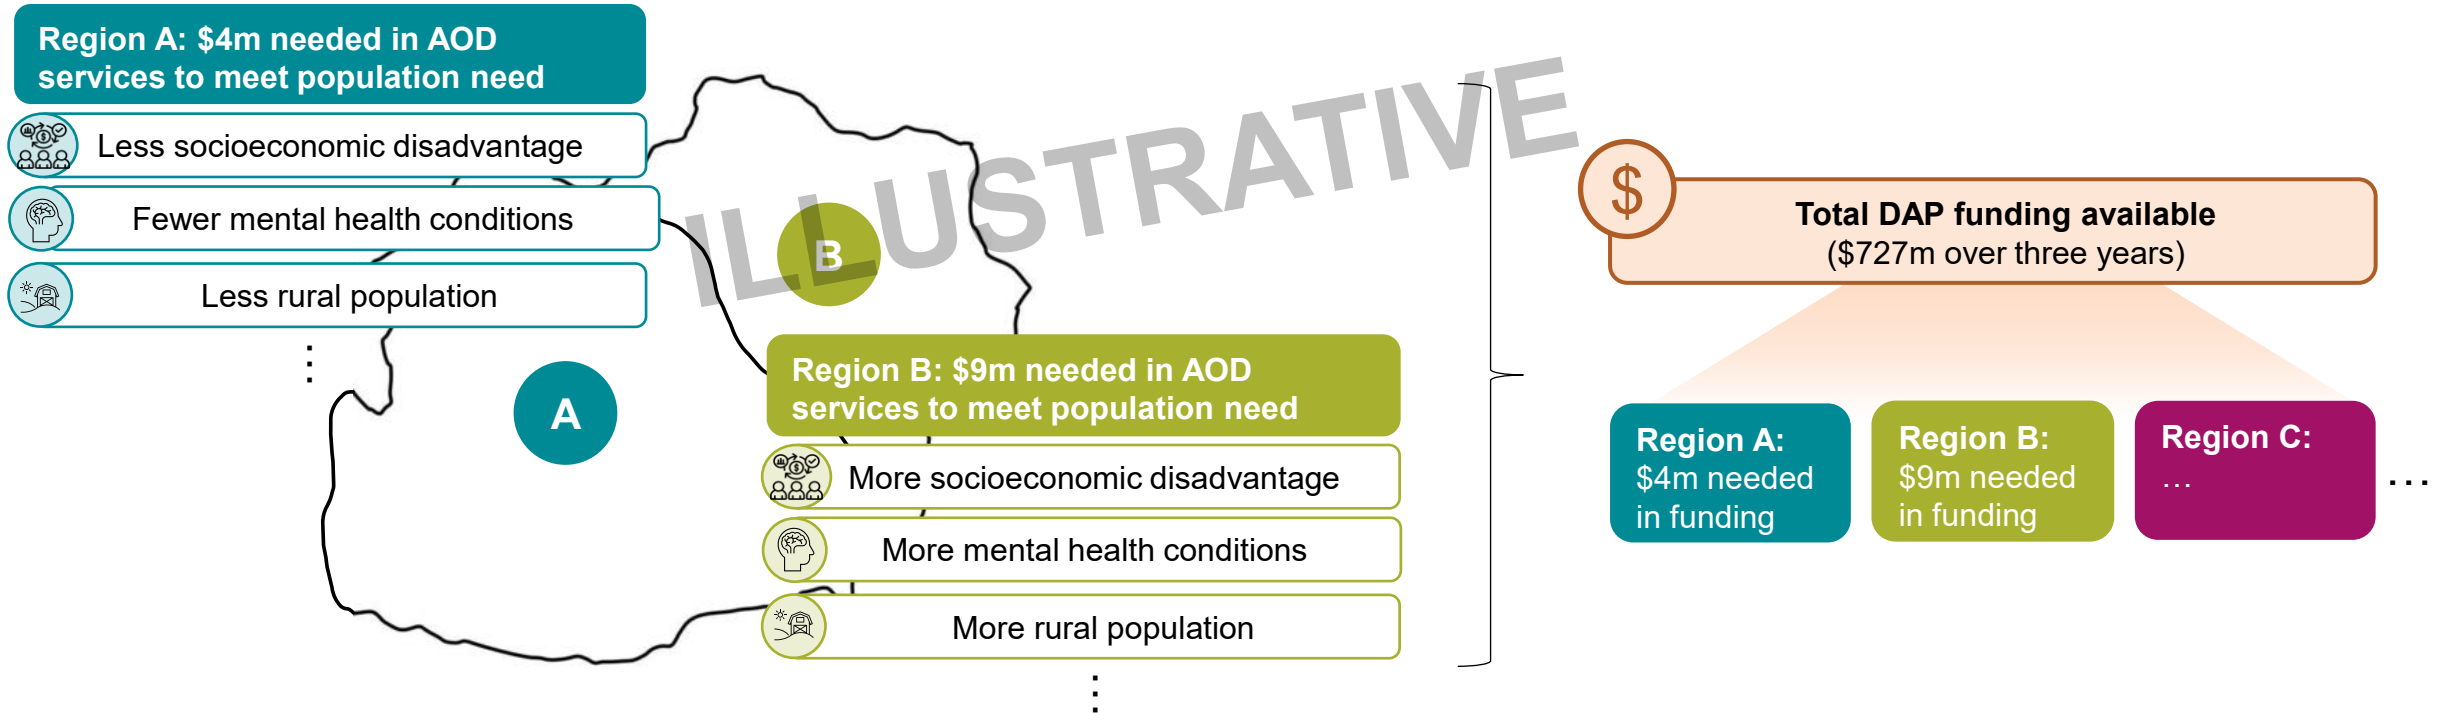 Region A: $4m needed in AOD
services to meet population need
Less socioeconomic disadvantage
Fewer mental health conditions
Less rural population
⋮
A
B
ILLUSTRATIVE
Region B: $9m needed in AOD
services to meet population need
More socioeconomic disadvantage
More mental health conditions
More rural population
⋮
$
Total DAP funding available
($727m over three years)
Region A:
$4m needed
in funding
Region B:
$9m needed
in funding
Region C:
…
…